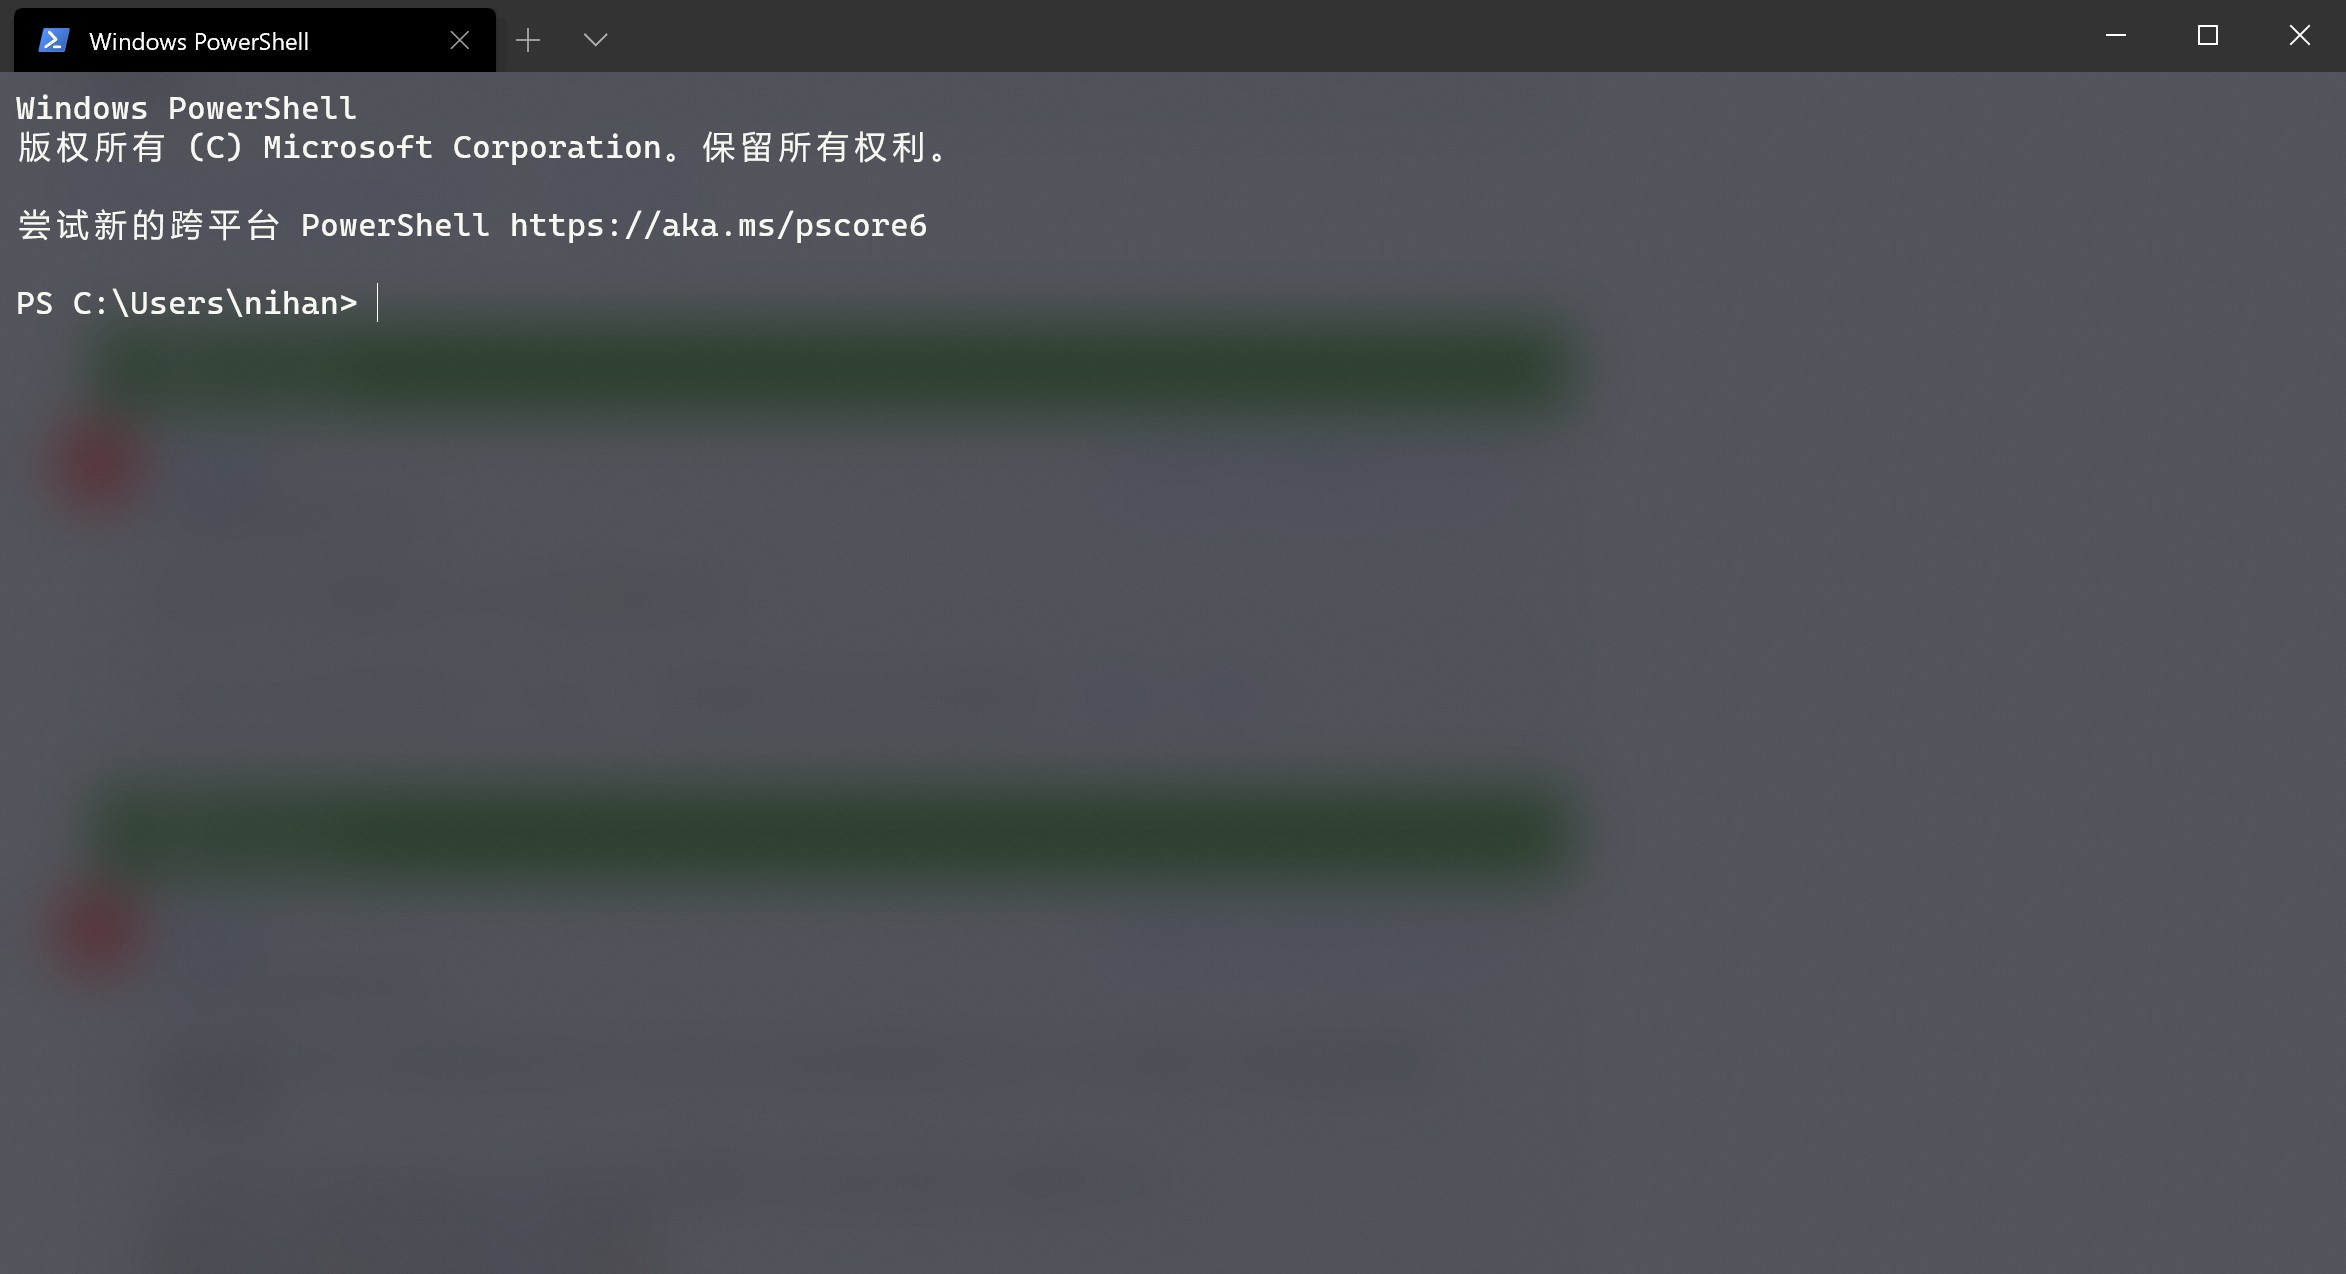 Windows PowerShell
Windows PowerShell
版权所有 (C) Microsoft Corporation。保留所有权利。
尝试新的跨平台 PowerShell https://aka.ms/pscore6
PS C:\Users\nihan>